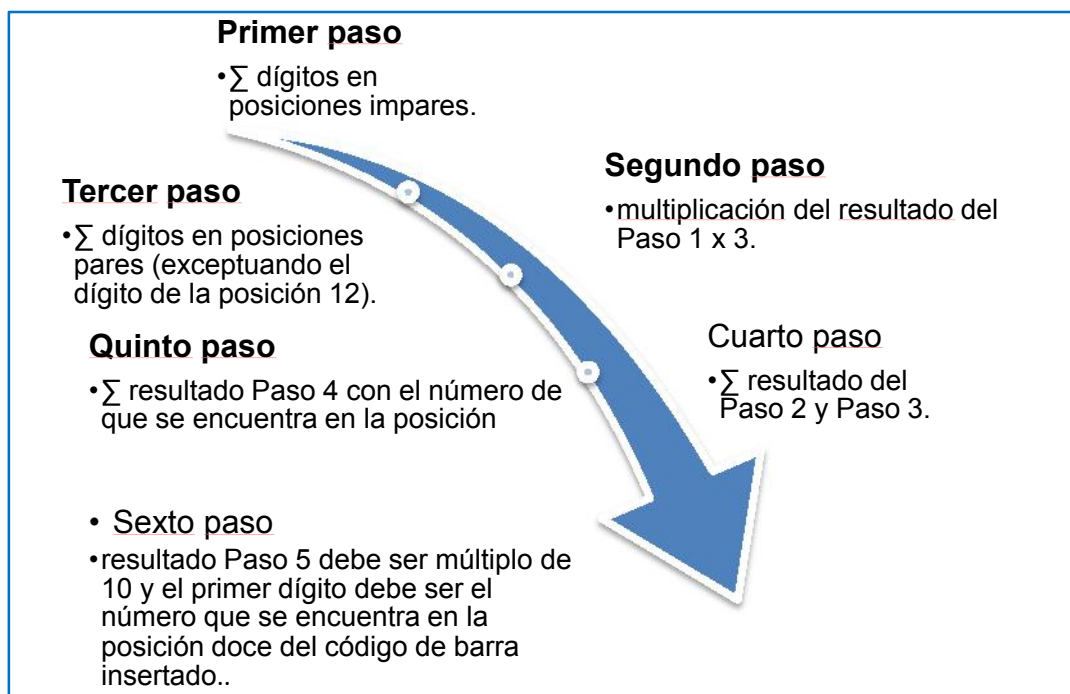 Primer paso
•∑ dígitos en
posiciones impares.
Segundo paso
•multiplicación del resultado del
Paso 1 x 3.
Tercer paso
•∑ dígitos en posiciones
pares (exceptuando el
dígito de la posición 12).
Cuarto paso
•∑ resultado del
Paso 2 y Paso 3.
Quinto paso
•∑ resultado Paso 4 con el número de
que se encuentra en la posición
• Sexto paso
•resultado Paso 5 debe ser múltiplo de
10 y el primer dígito debe ser el
número que se encuentra en la
posición doce del código de barra
insertado..